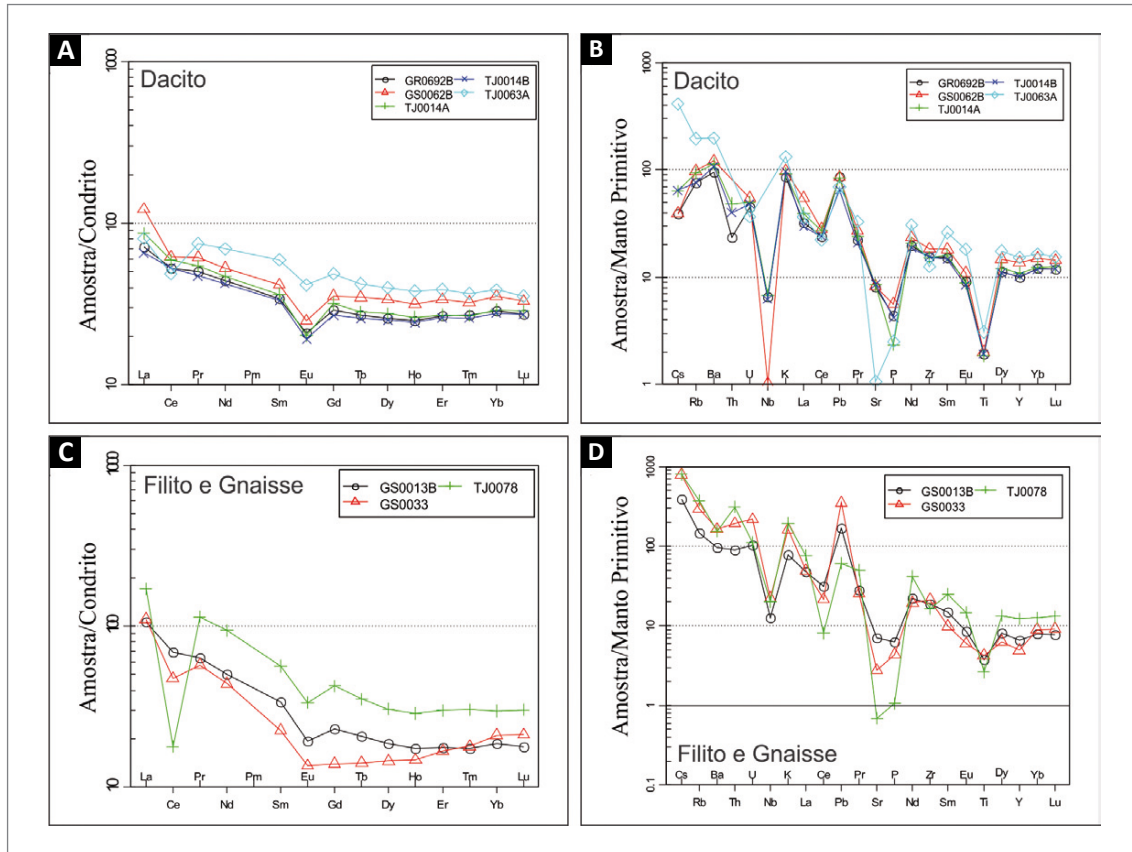 A
Dacito
GR0692B TJ0014B
GS0062B TJ0063A
TJ0014A
Amostra/Condrito
1000
100
10
La Pr Pm Eu Tb Ho Tm Lu
Ce Nd Sm Gd Dy Er Yb
B
Dacito
GR0692B TJ0014B
GS0062B TJ0014A
TJ0063A
Amostra/Manto Primitivo
1000
100
10
1
Cs Ba U K Ce Pr P Zr Eu Dy Yb
Rb Th Nb La Pb Sr Nd Sm Ti Y Lu
C
Filito e Gnaisse
GS0013B TJ0078
GS0033
Amostra/Condrio
1000
100
10
La Pr Pm Eu Tb Ho Tm Lu
Ce Nd Sm Gd Dy Er Yb
D
GS0013B TJ0078
GS0033
Amostra/Manto Primitivo
1000
100
10
1
0.1
Filito e Gnaisse
Cs Ba U K Ce Pr P Zr Eu Dy Yb
Rb Th Nb La Pb Sr Nd Sm Ti Y Lu